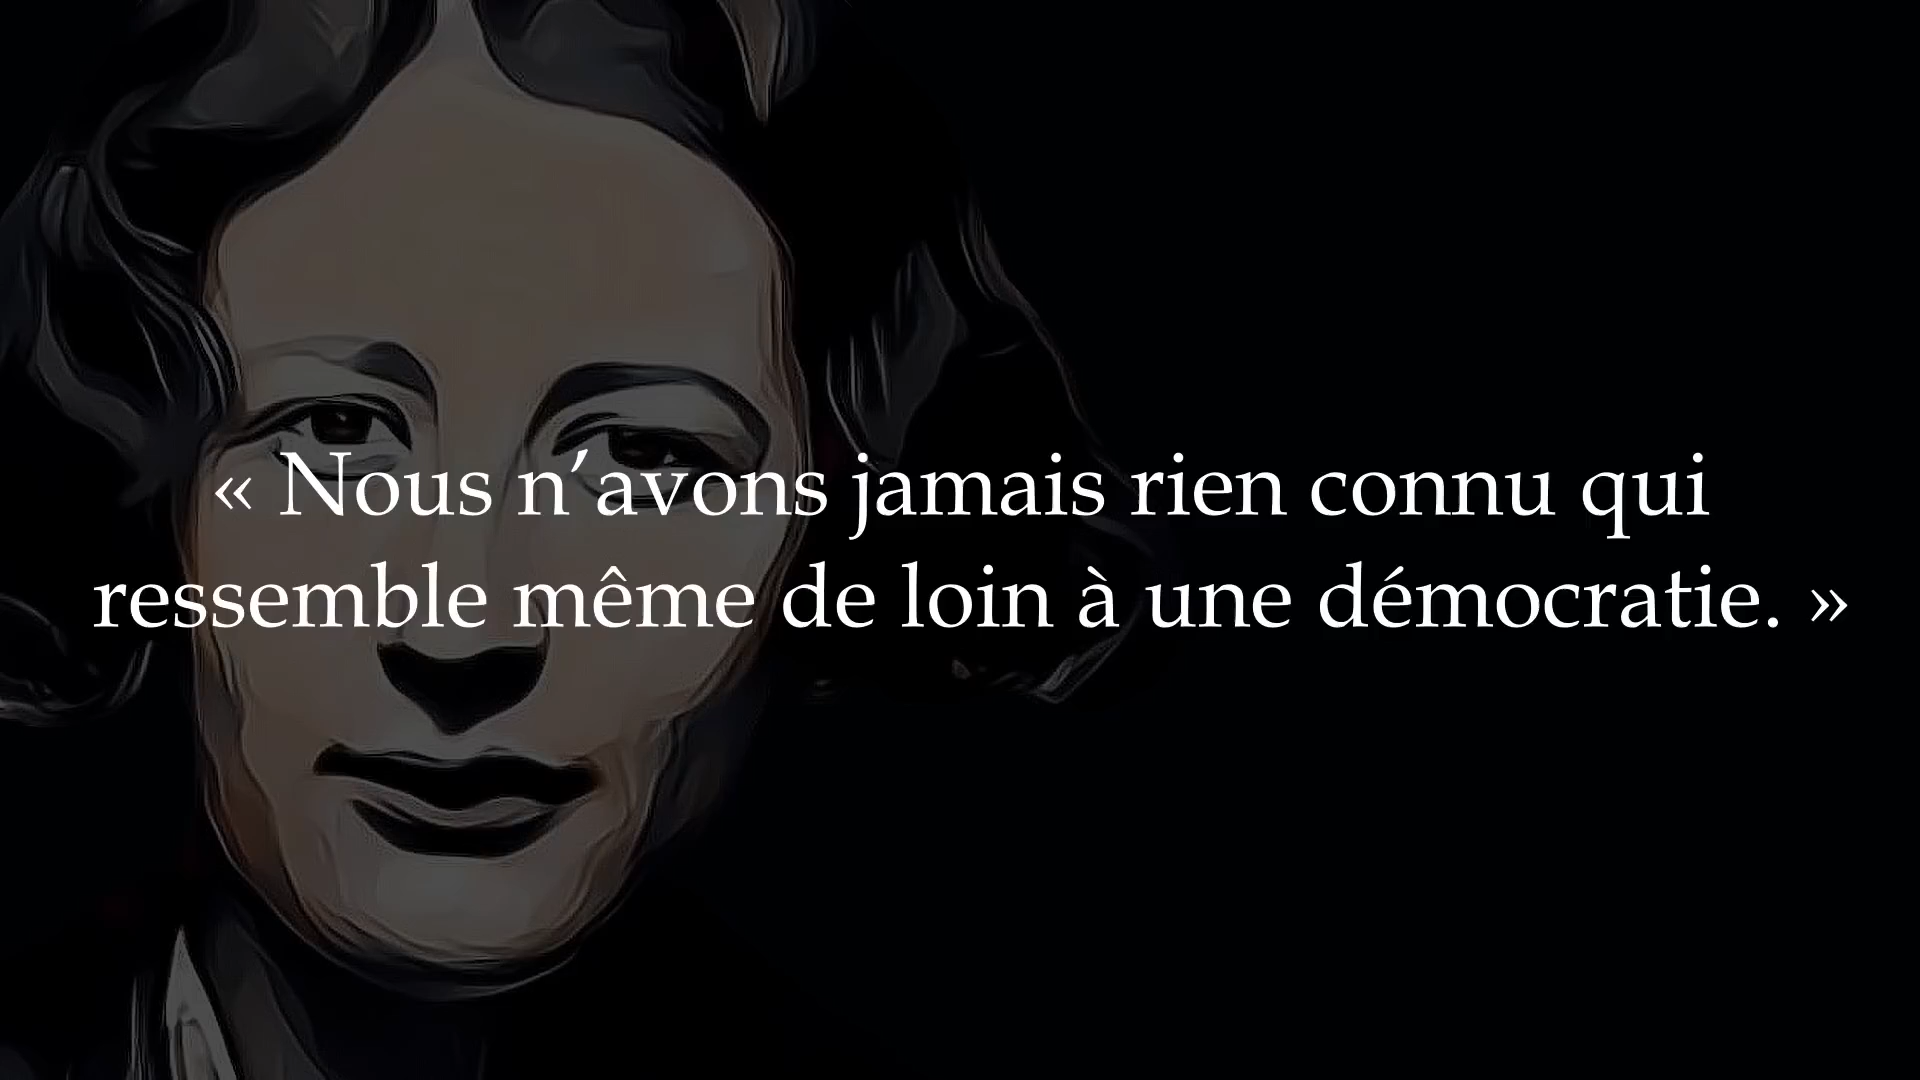 « Nous n’avons jamais rien connu qui
ressemble même de loin à une démocratie. »